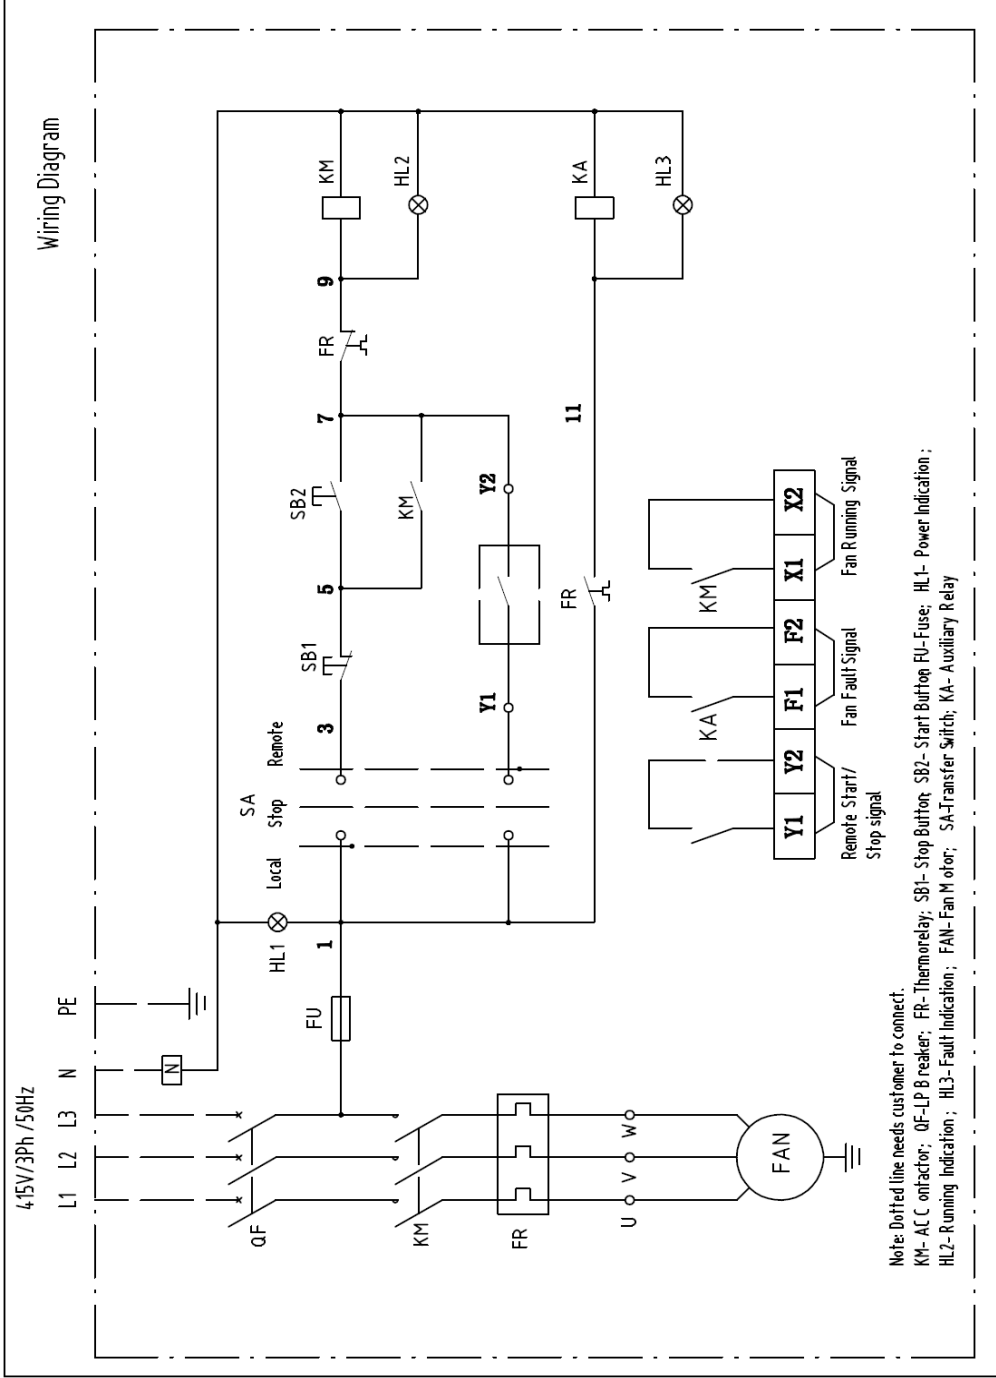 Wiring Diagram
415V/3Ph /50Hz
L1
L2
L3
N
PE
N
QF
KM
FR
U
V
W
FAN
FU
1
HL1
Local
SA
Stop
Remote
3
SB1
5
SB2
KM
7
FR
9
KM
HL2
Y1
Y2
FR
11
KA
HL3
KA
KM
Y1
Y2
F1
F2
X1
X2
Remote Start/
Stop signal
Fan Fault Signal
Fan Running Signal
Note: Dotted line needs customer to connect.
KM- AC Contactor; QF-LP Breaker; FR-Thermorelay; SB1- Stop Button; SB2- Start Button; FU-Fuse; HL1- Power Indication;
HL2-Running Indication; HL3-Fault Indication; FAN-Fan Motor; SA-Transfer Switch; KA- Auxiliary Relay